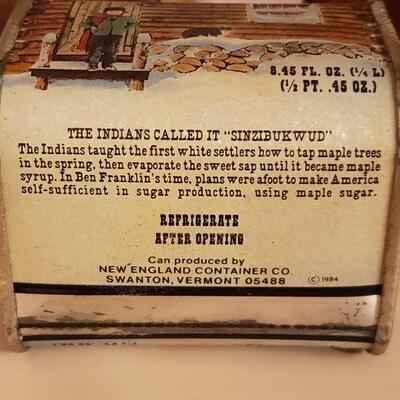 8.45 FL. OZ. (¼ L)
(½ PT. .45 OZ.)
THE INDIANS CALLED IT "SINZIBUKWUD"
The Indians taught the first white settlers how to tap maple trees
in the spring, then evaporate the sweet sap until it became maple
syrup. In Ben Franklin's time, plans were afoot to make America
self-sufficient in sugar production, using maple sugar.
REFRIGERATE
AFTER OPENING
Can produced by
NEW ENGLAND CONTAINER CO.
SWANTON, VERMONT 05488
© 1984